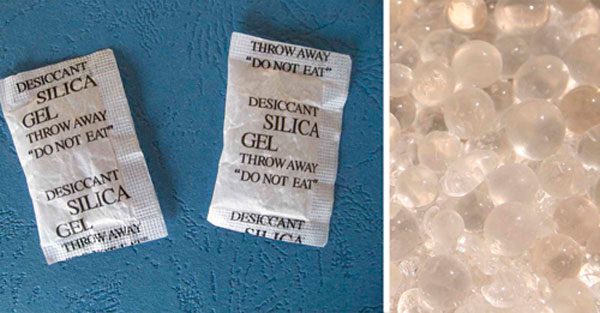 DESICCANT
SILICA
GEL
THROW AWAY
"DO NOT EAT"
DESICCANT
SILICA
GEL
THROW AWAY
THROW AWAY
"DO NOT EAT"
DESICCANT
SILICA
GEL
THROW AWAY
"DO NOT EAT"
DESICCANT
SILICA